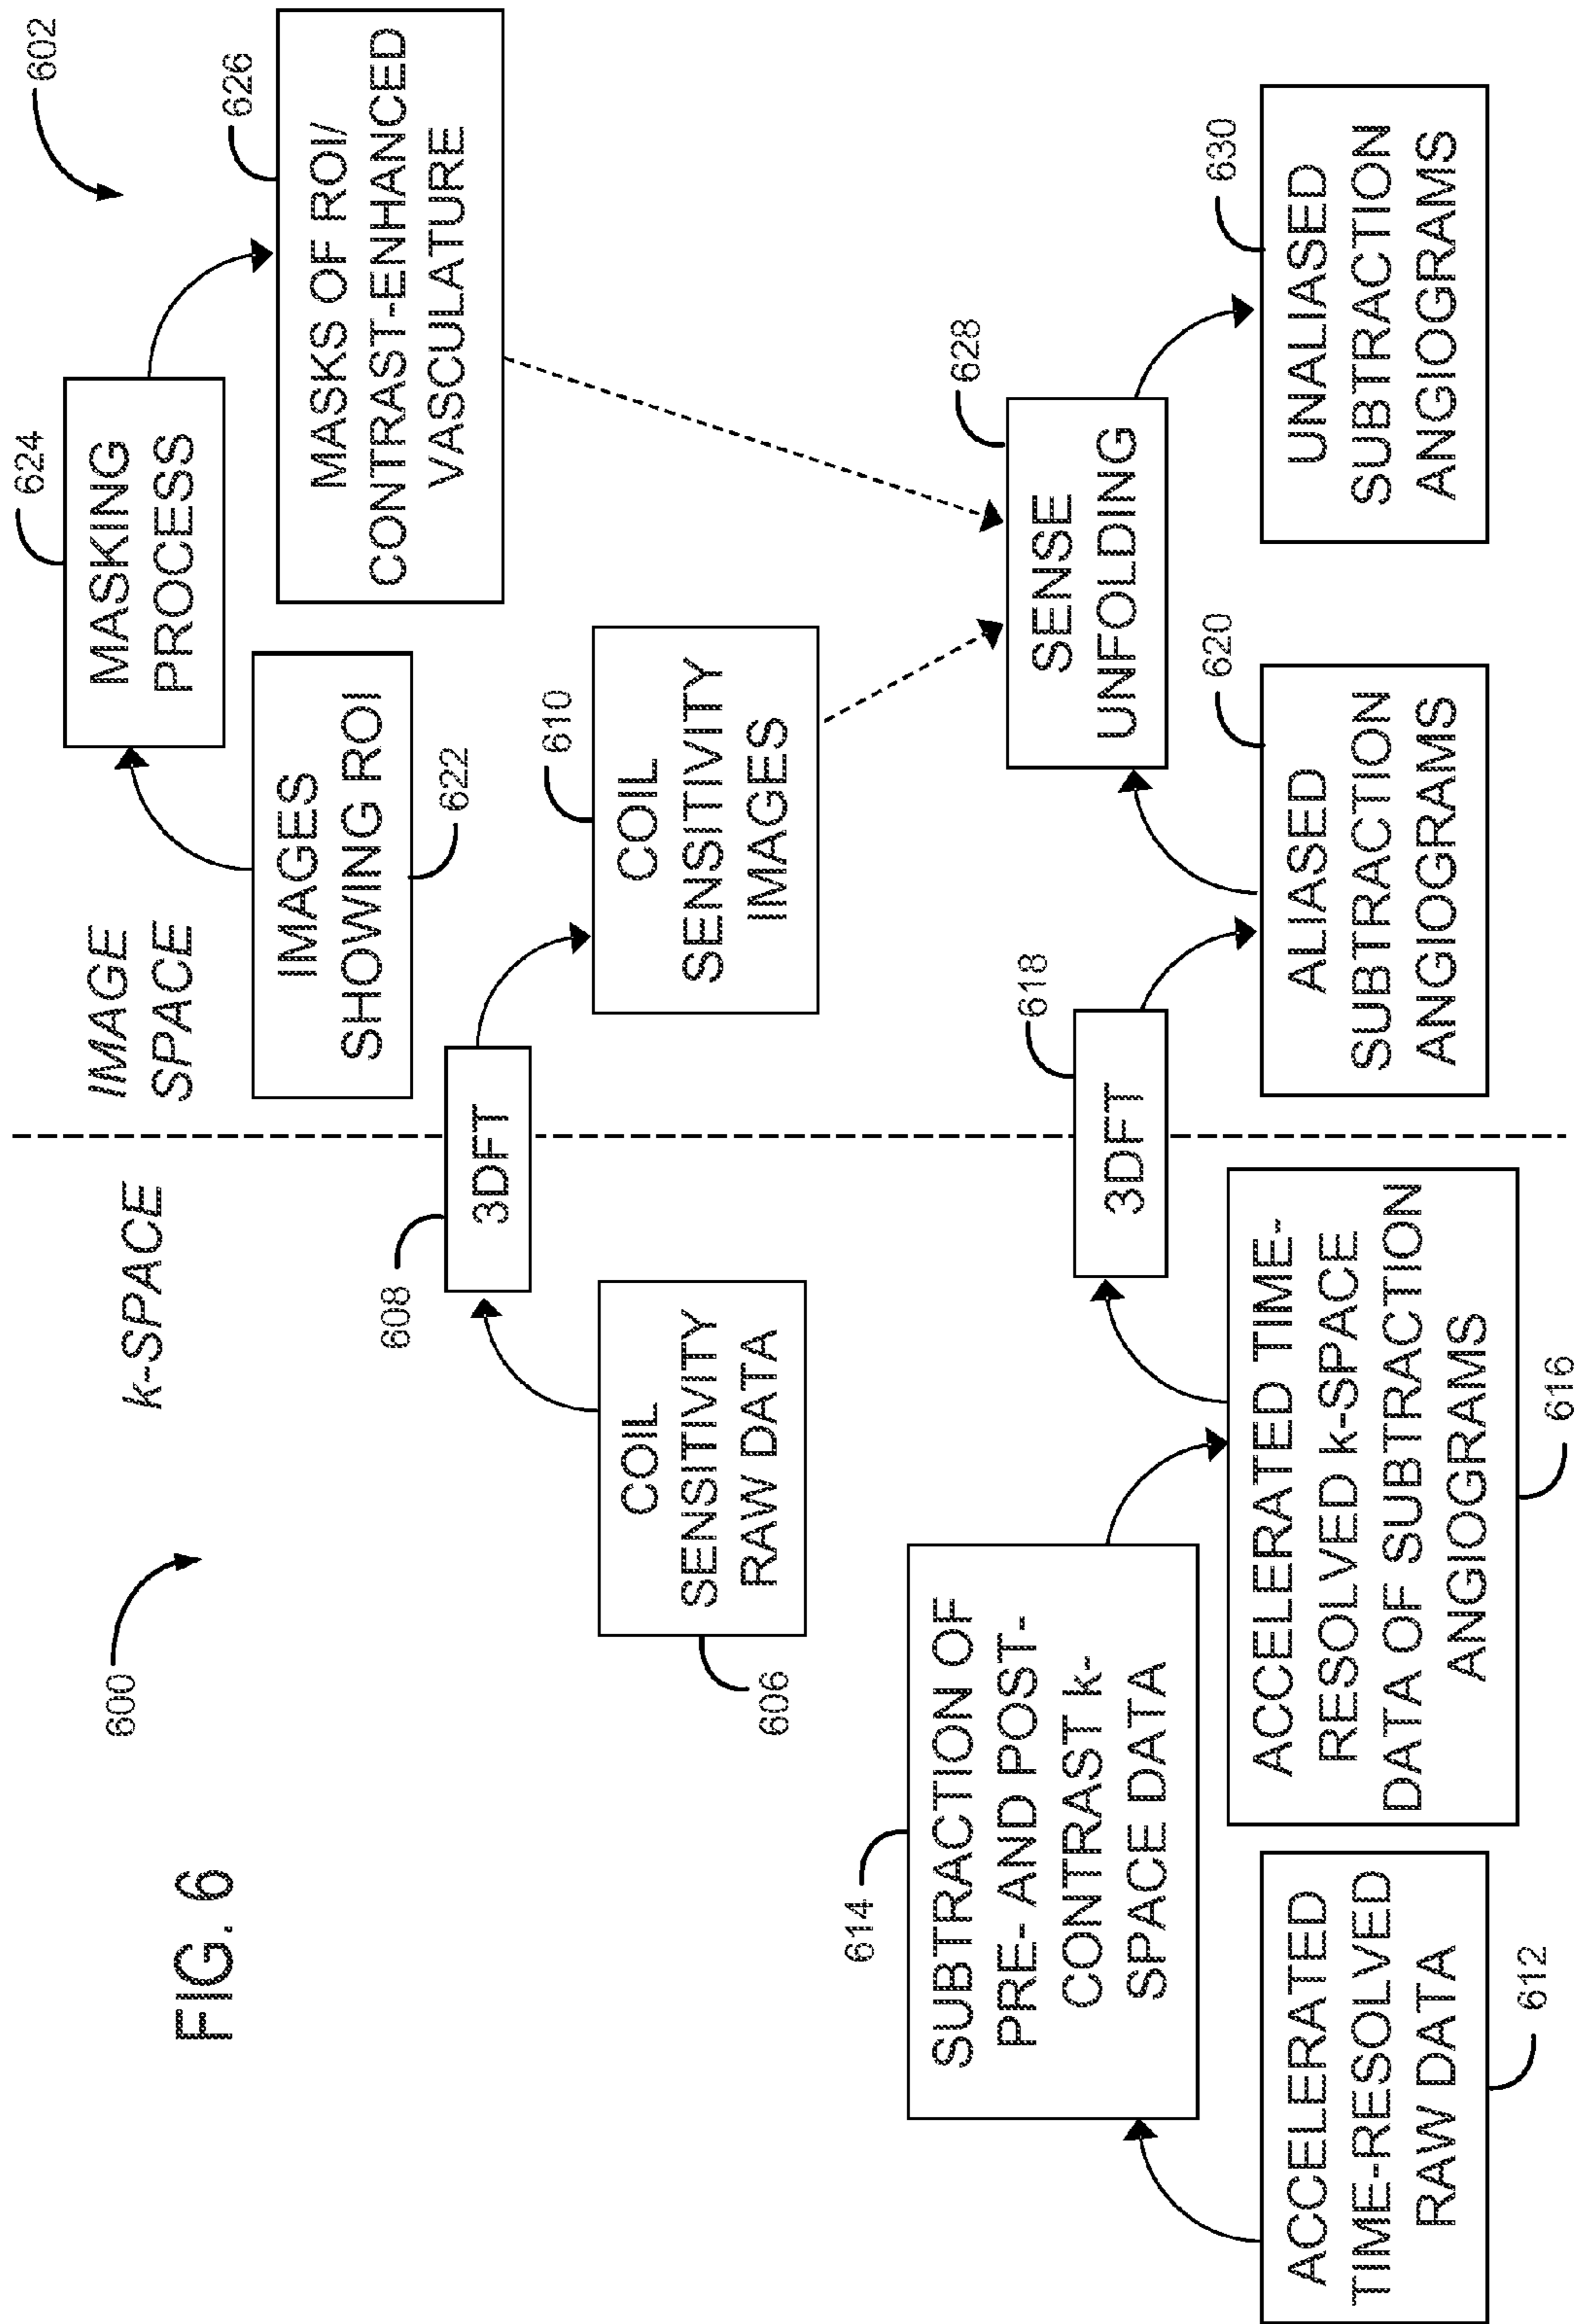 FIG. 6
600
k-SPACE
IMAGE
SPACE
602
624
MASKING
PROCESS
626
IMAGES
SHOWING ROI
622
MASKS OF ROI/
CONTRAST-ENHANCED
VASCULATURE
608
3DFT
610
COIL
SENSITIVITY
RAW DATA
606
COIL
SENSITIVITY
IMAGES
614
SUBTRACTION OF
PRE- AND POST-
CONTRAST k-
SPACE DATA
618
3DFT
628
SENSE
UNFOLDING
ACCELERATED
TIME-RESOLVED
RAW DATA
612
ACCELERATED TIME-
RESOLVED k-SPACE
DATA OF SUBTRACTION
ANGIOGRAMS
616
620
ALIASED
SUBTRACTION
ANGIOGRAMS
630
UNALIASED
SUBTRACTION
ANGIOGRAMS